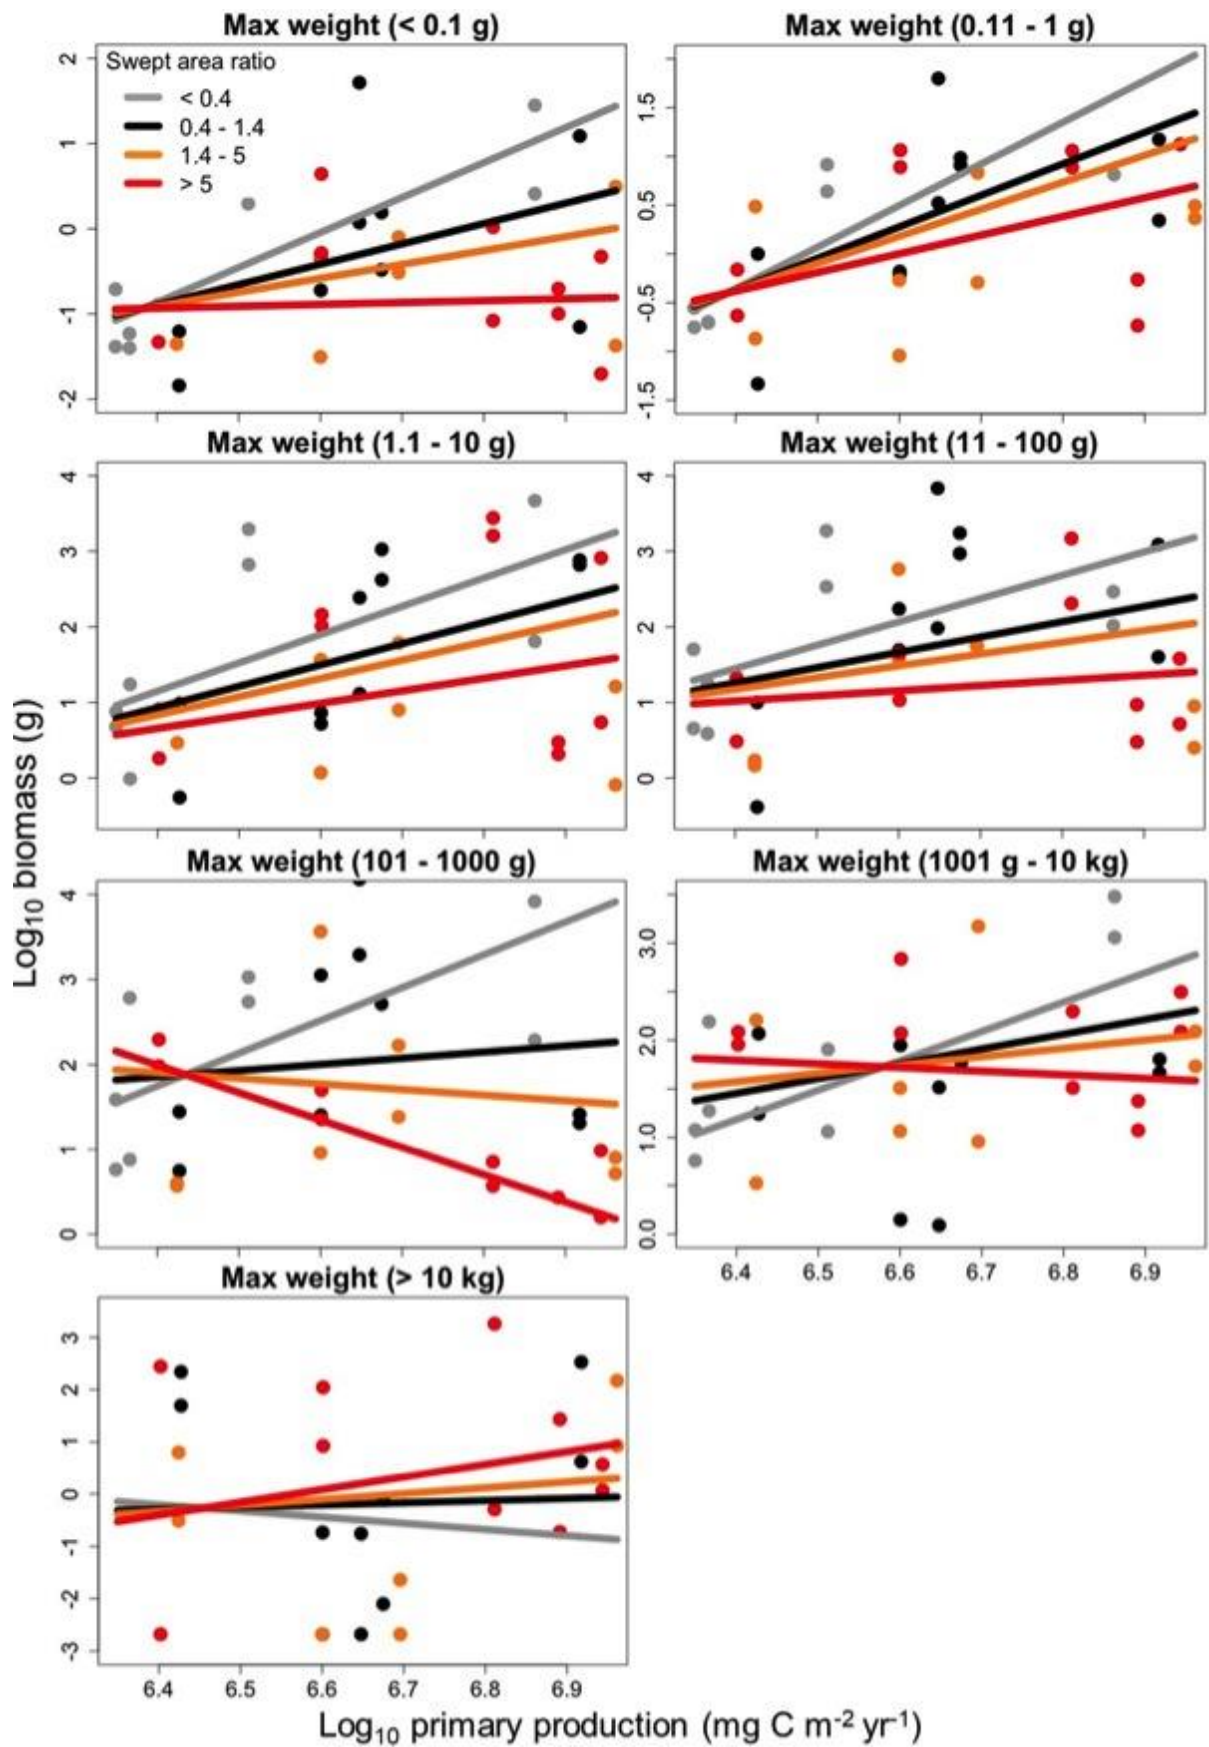 Max weight (< 0.1 g)
Max weight (0.11 - 1 g)
Swept area ratio
< 0.4
0.4 - 1.4
1.4 - 5
> 5
2
1
0
-1
-2
1.5
0.5
-0.5
-1.5
Max weight (1.1 - 10 g)
Max weight (11 - 100 g)
4
3
2
1
0
4
3
2
1
0
Max weight (101 - 1000 g)
Max weight (1001 g - 10 kg)
4
3
2
1
0
3.0
2.0
1.0
0.0
6.4 6.5 6.6 6.7 6.8 6.9
Max weight (> 10 kg)
3
2
1
0
-1
-2
-3
6.4 6.5 6.6 6.7 6.8 6.9
Log₁₀ biomass (g)
Log₁₀ primary production (mg C m⁻² yr⁻¹)